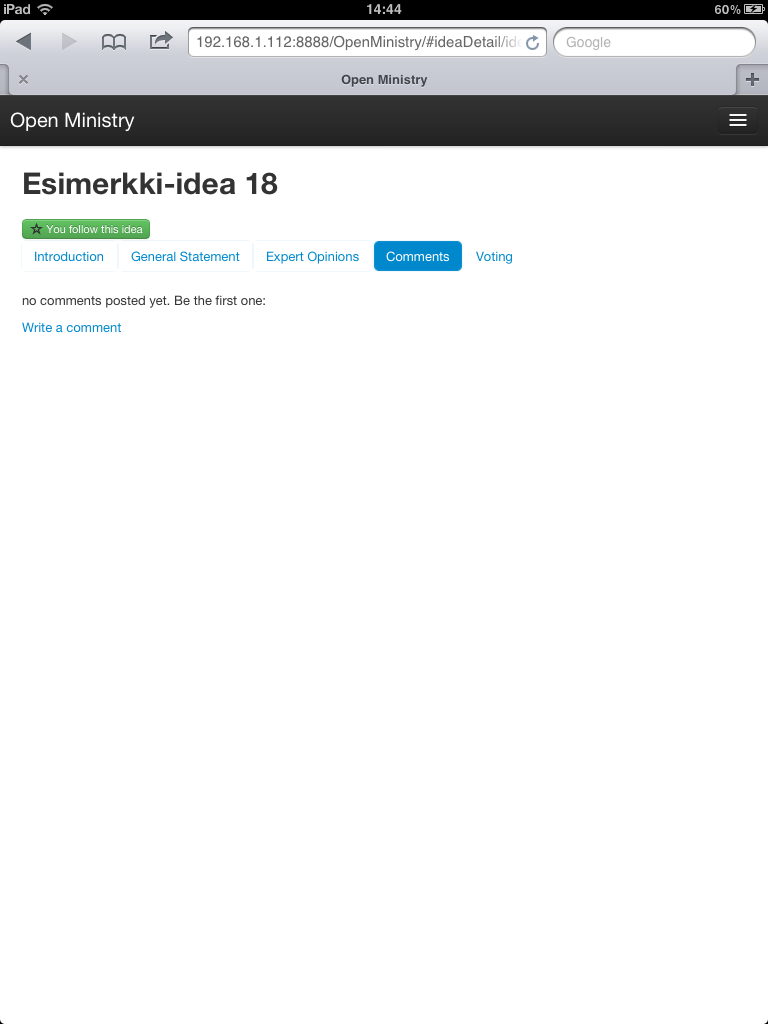 iPad 14:44 60%
192.168.1.112:8888/OpenMinistry/#ideaDetail/id Google
Open Ministry
Open Ministry
Esimerkki-idea 18
You follow this idea
Introduction General Statement Expert Opinions Comments Voting
no comments posted yet. Be the first one:
Write a comment